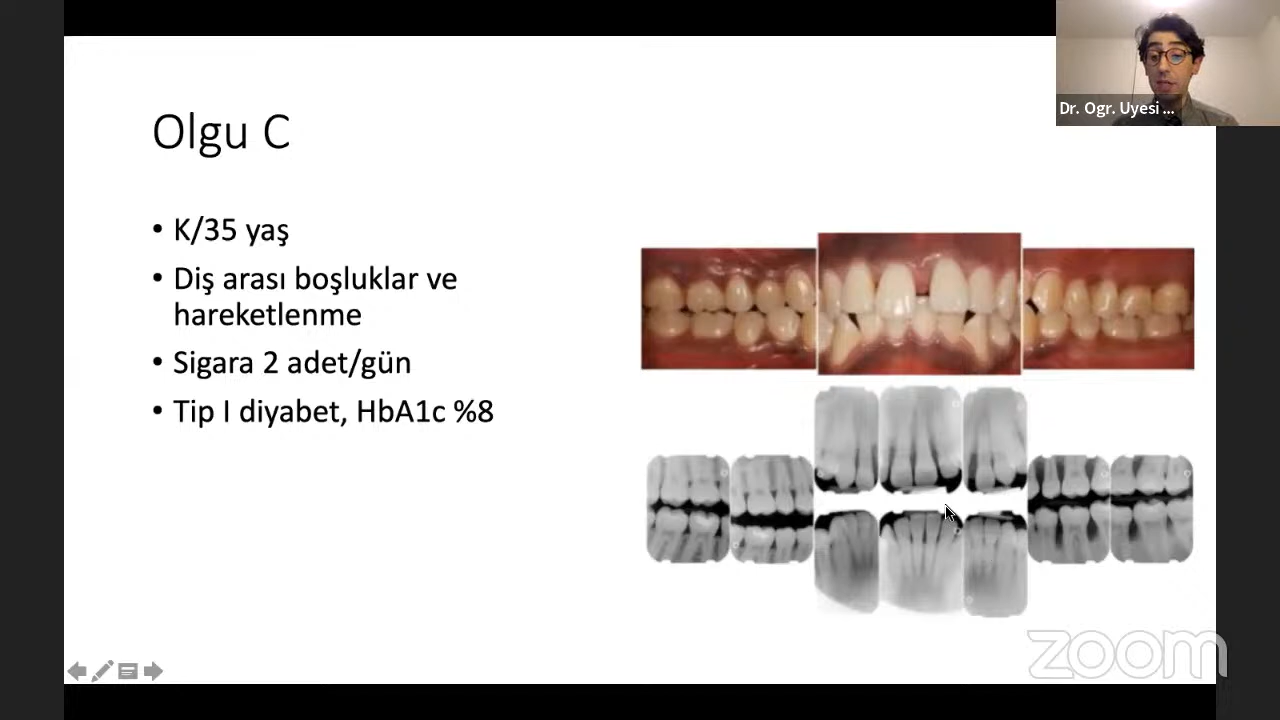 Dr. Ogr. Uyesi ...
Olgu C
• K/35 yaş
• Diş arası boşluklar ve
hareketlenme
• Sigara 2 adet/gün
• Tip I diyabet, HbA1c %8
zoom